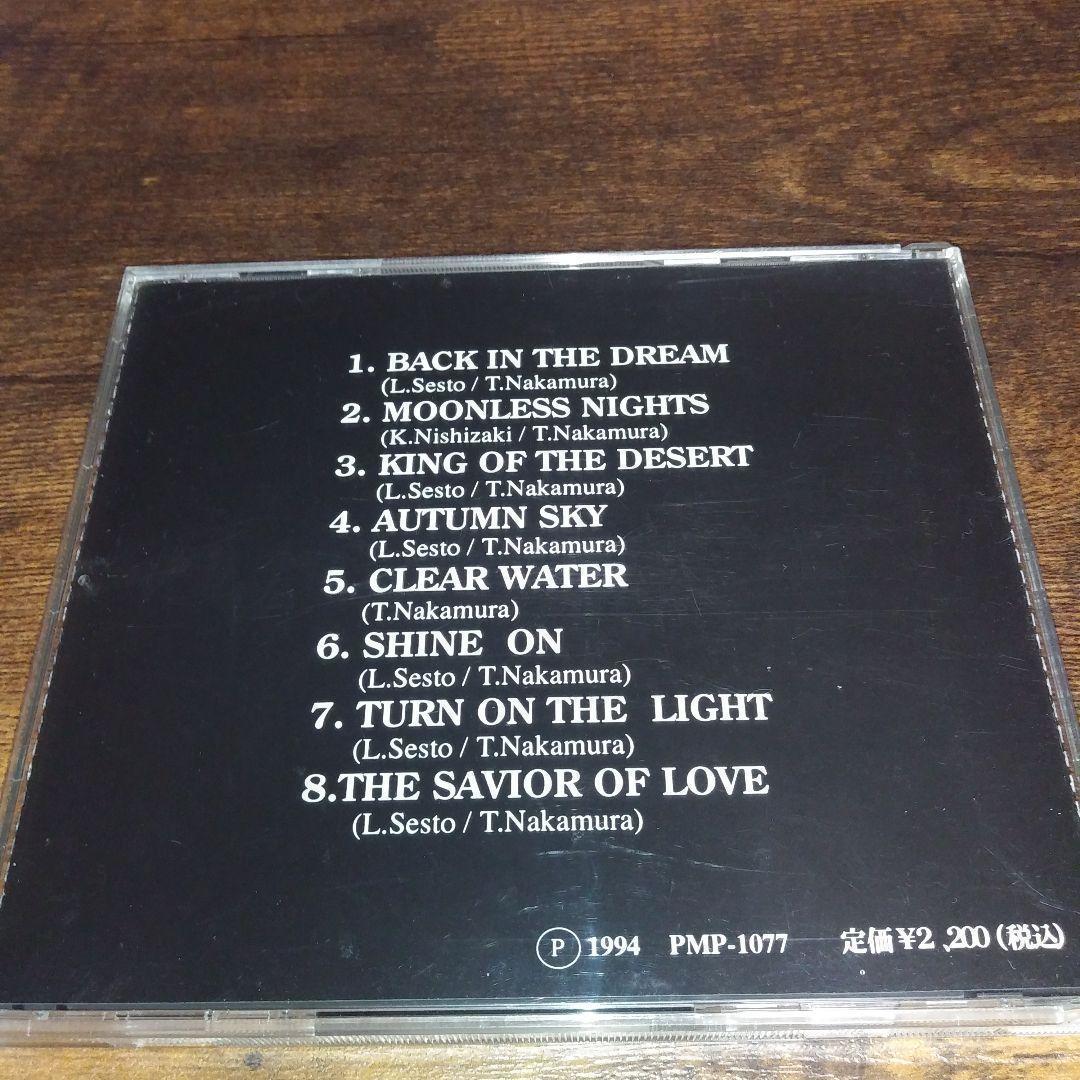 1. BACK IN THE DREAM
(L.Sesto / T.Nakamura)
2. MOONLESS NIGHTS
(K.Nishizaki / T.Nakamura)
3. KING OF THE DESERT
(L.Sesto / T.Nakamura)
4. AUTUMN SKY
(L.Sesto / T.Nakamura)
5. CLEAR WATER
(T.Nakamura)
6. SHINE ON
(L.Sesto / T.Nakamura)
7. TURN ON THE LIGHT
(L.Sesto / T.Nakamura)
8.THE SAVIOR OF LOVE
(L.Sesto / T.Nakamura)
Ⓟ 1994 PMP-1077 定価¥2,200(税込)